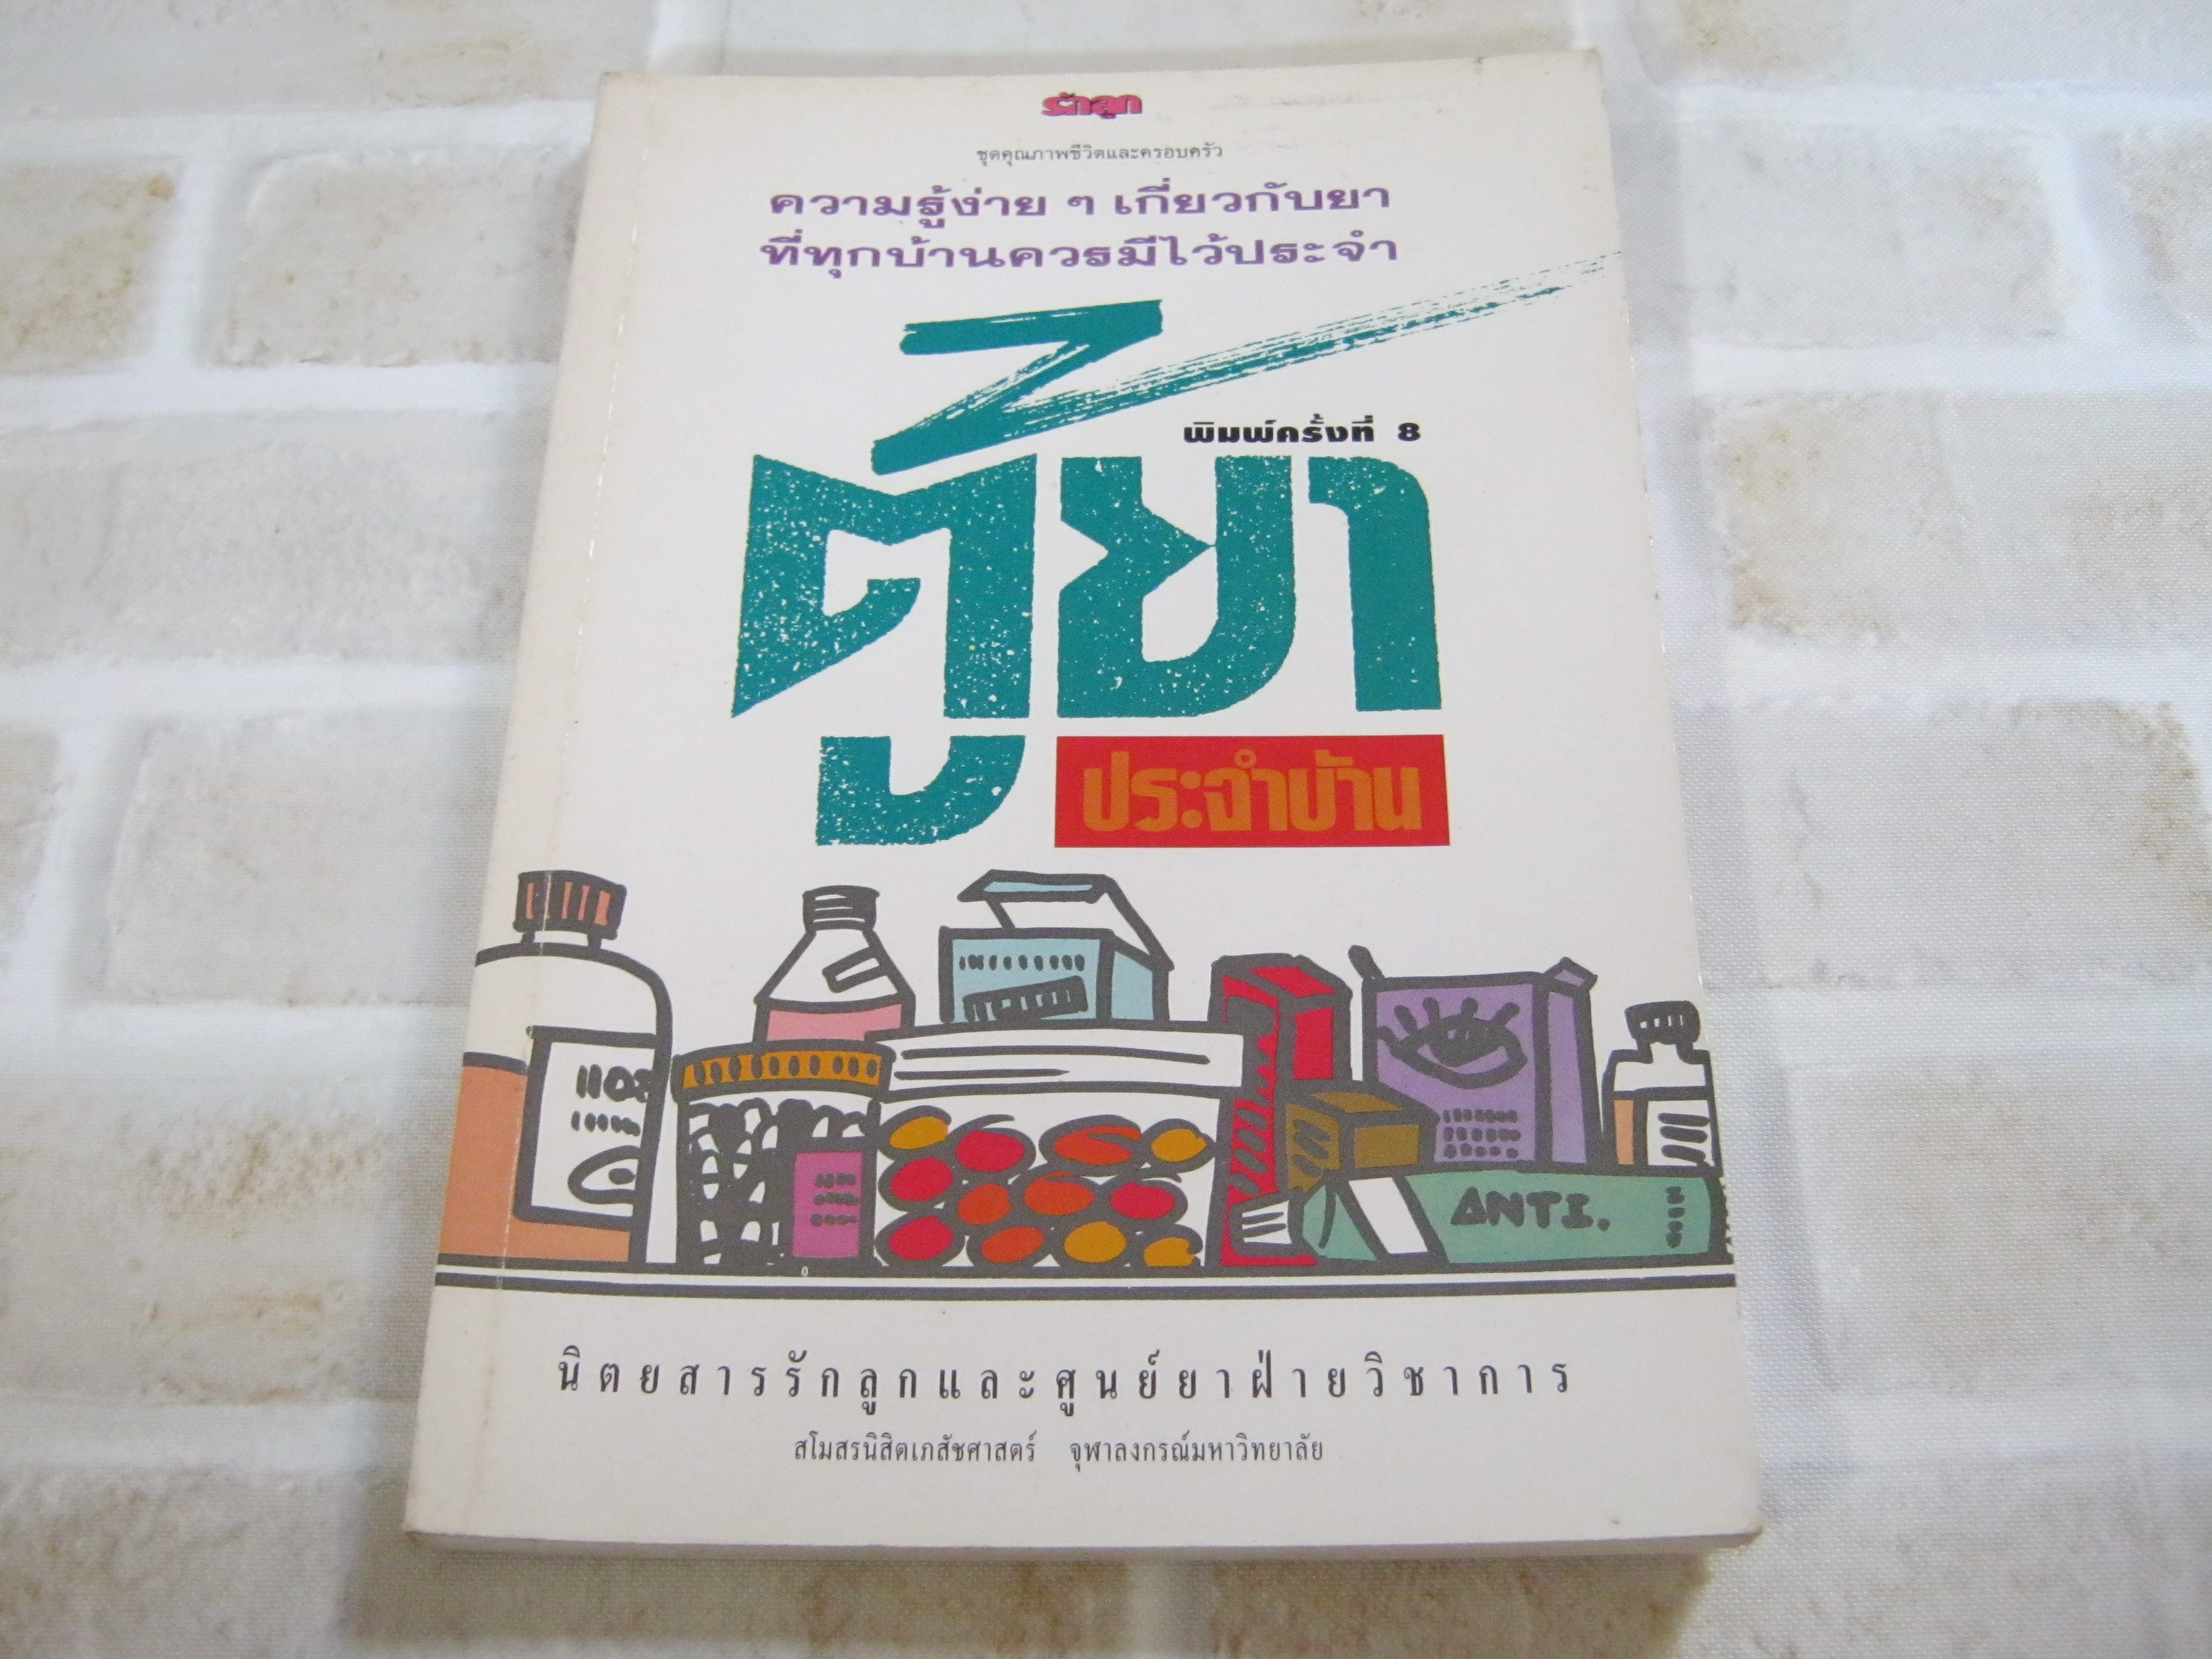 รักลูก
ชุดคุณภาพชีวิตและครอบครัว
ความรู้ง่าย ๆ เกี่ยวกับยา
ที่ทุกบ้านควรมีไว้ประจำ
พิมพ์ครั้งที่ 8
ตู้ยา
ประจำบ้าน
ANTI.
นิตยสารรักลูกและศูนย์ยาฝ่ายวิชาการ
สโมสรนิสิตเภสัชศาสตร์ จุฬาลงกรณ์มหาวิทยาลัย